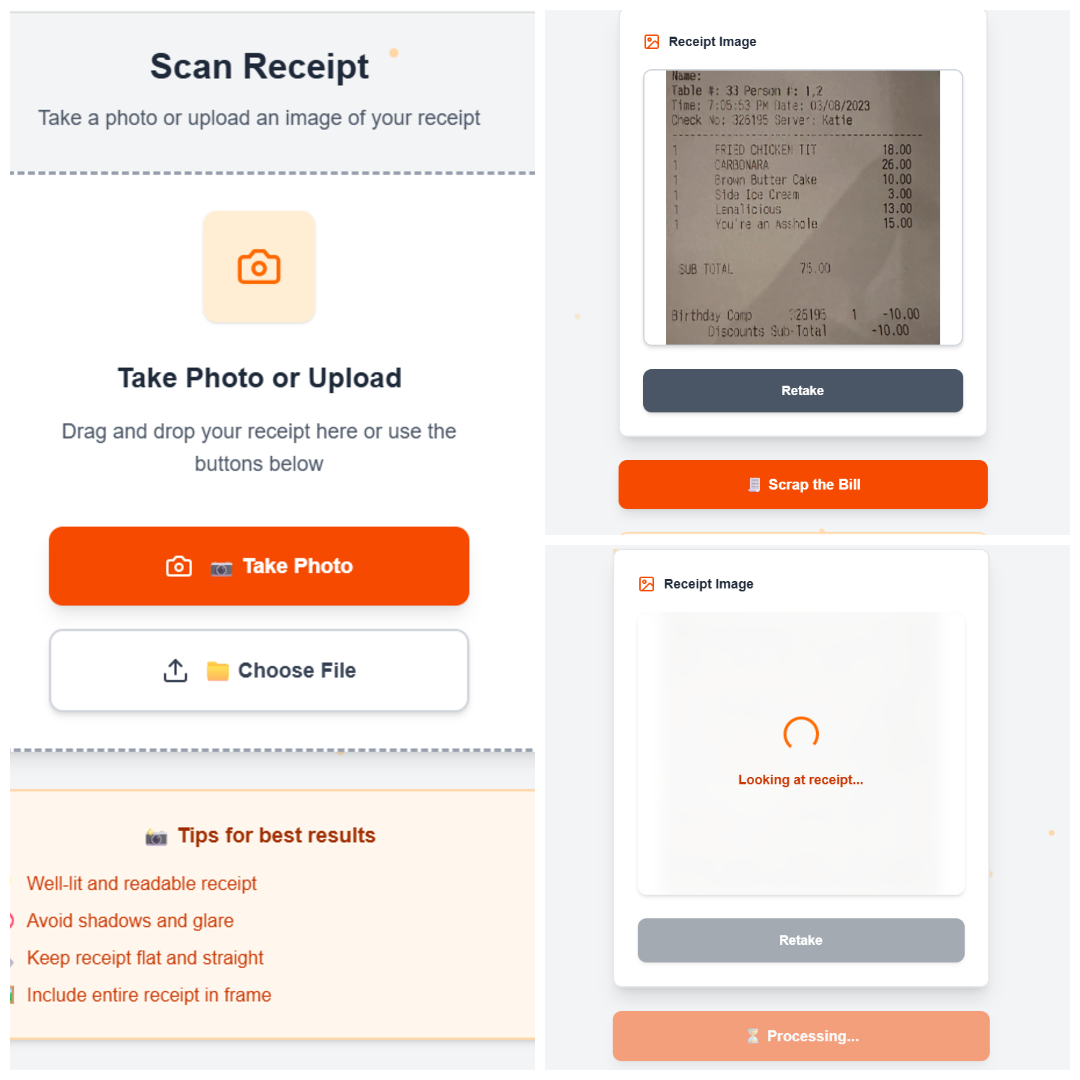 Scan Receipt
Take a photo or upload an image of your receipt
Take Photo or Upload
Drag and drop your receipt here or use the
buttons below
📷 Take Photo
📁 Choose File
📸 Tips for best results
Well-lit and readable receipt
Avoid shadows and glare
Keep receipt flat and straight
Include entire receipt in frame
Receipt Image
Name:
Table #: 33 Person #: 1,2
Time: 7:05:53 PM Date: 03/08/2023
Check No: 326195 Server: Katie
1 FRIED CHICKEN TIT 18.00
1 CARBONARA 26.00
1 Brown Butter Cake 10.00
1 Side Ice Cream 3.00
1 Lenalicious 13.00
1 You're an Asshole 15.00
SUB TOTAL 75.00
Birthday Comp 326195 1 -10.00
Discounts Sub-Total -10.00
Retake
🧾 Scrap the Bill
Receipt Image
Looking at receipt...
Retake
⏳ Processing...